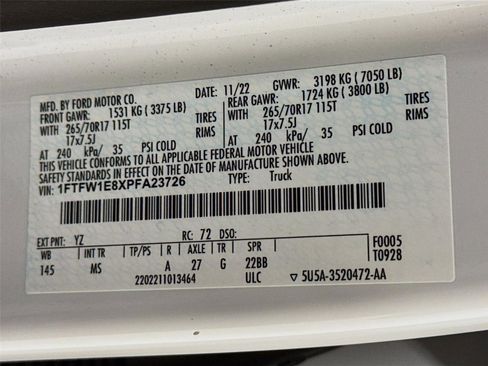 MFD. BY FORD MOTOR CO.
DATE: 11/22 GVWR: 3198 KG ( 7050 LB)
FRONT GAWR: 1531 KG ( 3375 LB) REAR GAWR: 1724 KG ( 3800 LB)
WITH 265/70R17 115T TIRES WITH 265/70R17 115T TIRES
17x7.5J RIMS 17x7.5J RIMS
AT 240 kPa/ 35 PSI COLD AT 240 kPa/ 35 PSI COLD
THIS VEHICLE CONFORMS TO ALL APPLICABLE FEDERAL MOTOR VEHICLE
SAFETY STANDARDS IN EFFECT ON THE DATE OF MANUFACTURE SHOWN ABOVE.
VIN: 1FTFW1E8XPFA23726 TYPE: Truck
EXT PNT: YZ RC: 72 DSO: F0005
WB INT TR TP/PS R AXLE TR SPR T0928
145 MS A 27 G 22BB
2202211013464 ULC ▽ 5U5A-3520472-AA